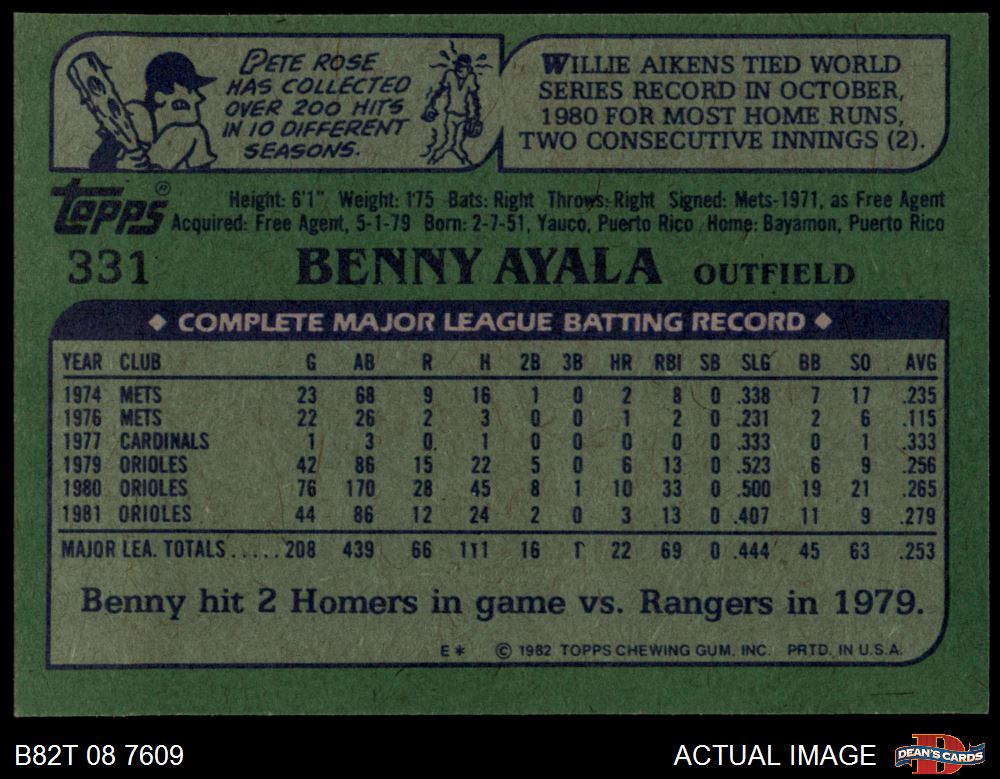 PETE ROSE
HAS COLLECTED
OVER 200 HITS
IN 10 DIFFERENT
SEASONS.
WILLIE AIKENS TIED WORLD
SERIES RECORD IN OCTOBER,
1980 FOR MOST HOME RUNS,
TWO CONSECUTIVE INNINGS (2).
Topps®
Height: 6'1" Weight: 175 Bats: Right Throws: Right Signed: Mets-1971, as Free Agent
Acquired: Free Agent, 5-1-79 Born: 2-7-51, Yauco, Puerto Rico Home: Bayamon, Puerto Rico
331 BENNY AYALA OUTFIELD
◆ COMPLETE MAJOR LEAGUE BATTING RECORD ◆
YEAR CLUB G AB R H 2B 3B HR RBI SB SLG BB SO AVG
1974 METS 23 68 9 16 1 0 2 8 0 .338 7 17 .235
1976 METS 22 26 2 3 0 0 1 2 0 .231 2 6 .115
1977 CARDINALS 1 3 0 1 0 0 0 0 0 .333 0 1 .333
1979 ORIOLES 42 86 15 22 5 0 6 13 0 .523 6 9 .256
1980 ORIOLES 76 170 28 45 8 1 10 33 0 .500 19 21 .265
1981 ORIOLES 44 86 12 24 2 0 3 13 0 .407 11 9 .279
MAJOR LEA. TOTALS.....208 439 66 111 16 1 22 69 0 .444 45 63 .253
Benny hit 2 Homers in game vs. Rangers in 1979.
E* © 1982 TOPPS CHEWING GUM, INC. PRTD. IN U.S.A.
B82T 08 7609 ACTUAL IMAGE DEAN'S CARDS